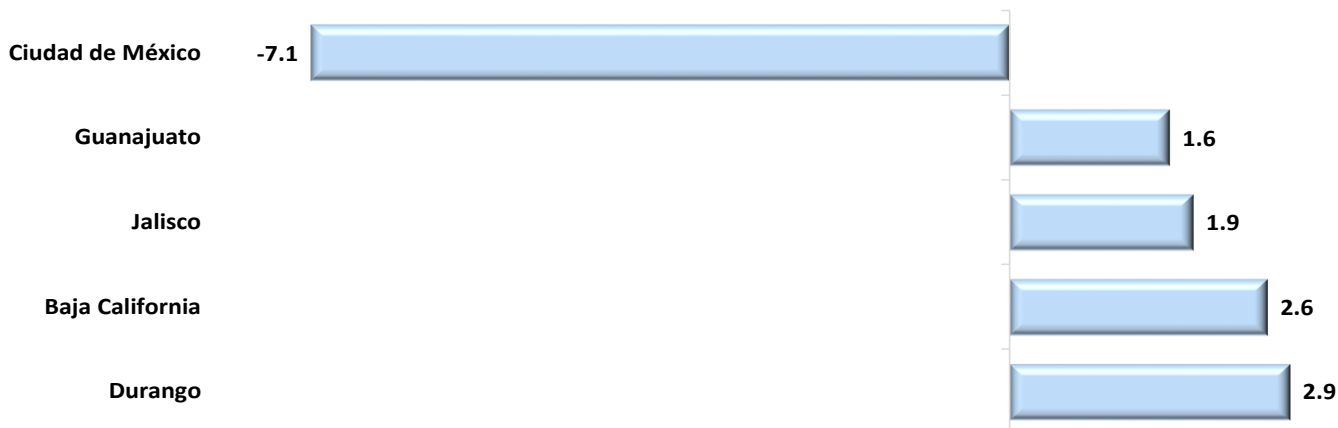 Ciudad de México -7.1
Guanajuato 1.6
Jalisco 1.9
Baja California 2.6
Durango 2.9